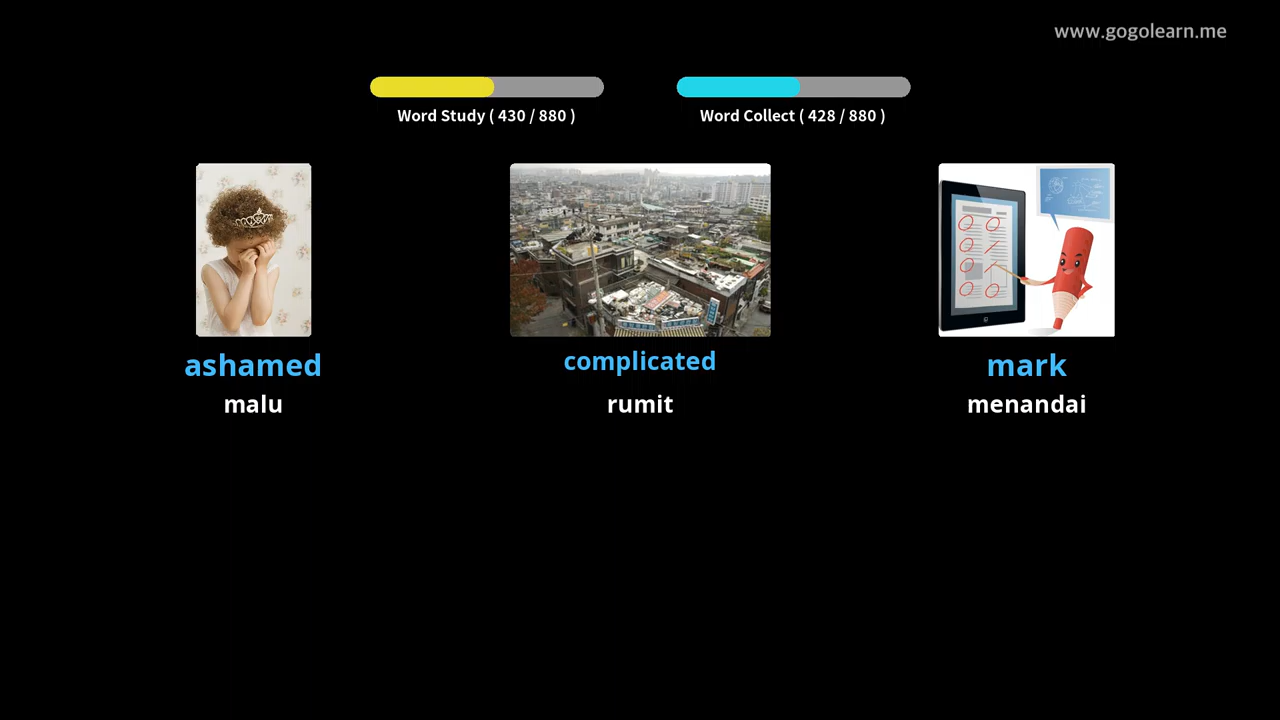 www.gogolearn.me
Word Study ( 430 / 880 )
Word Collect ( 428 / 880 )
ashamed
complicated
mark
malu
rumit
menandai